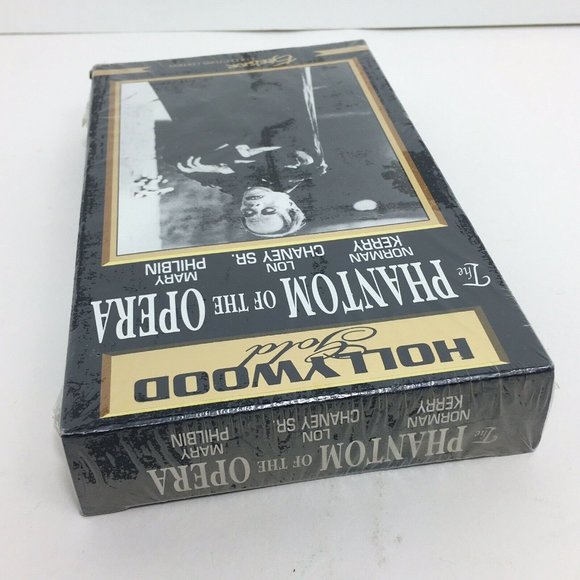 The PHANTOM OF THE OPERA
NORMAN LON MARY
KERRY CHANEY SR. PHILBIN
HOLLYWOOD
Gold
The PHANTOM OF THE OPERA
NORMAN LON MARY
KERRY CHANEY SR. PHILBIN